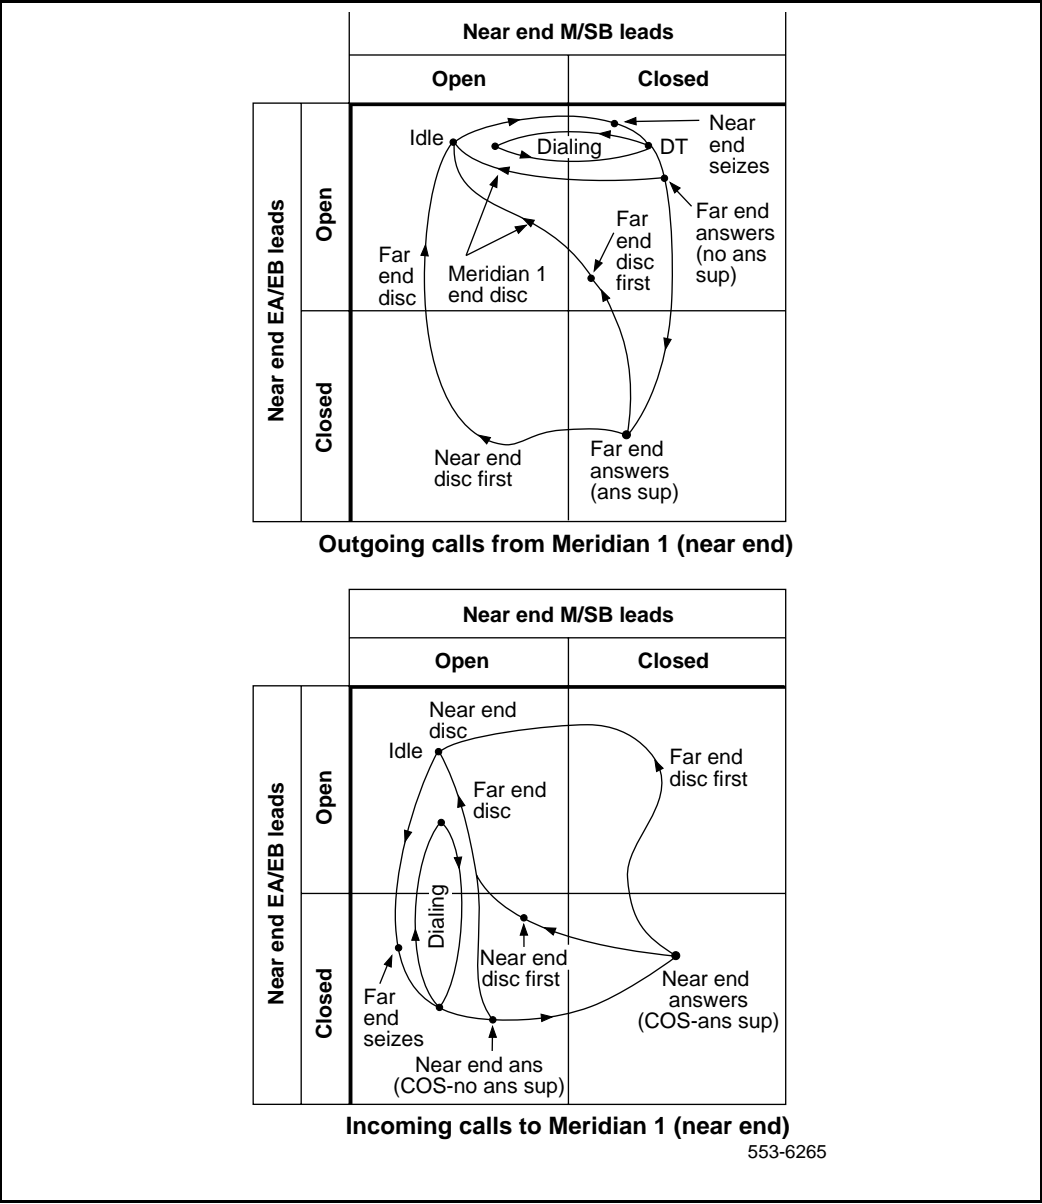 Near end M/SB leads
Open
Closed
Near end EA/EB leads
Open
Closed
Idle
Dialing
DT
Near
end
seizes
Far end
answers
(no ans
sup)
Far
end
disc
first
Far
end
disc
Meridian 1
end disc
Near end
disc first
Far end
answers
(ans sup)
Outgoing calls from Meridian 1 (near end)
Near end M/SB leads
Open
Closed
Near end EA/EB leads
Open
Closed
Near end
disc
Idle
Far end
disc first
Far end
disc
Dialing
Near end
disc first
Far
end
seizes
Near end
answers
(COS-ans sup)
Near end ans
(COS-no ans sup)
Incoming calls to Meridian 1 (near end)
553-6265